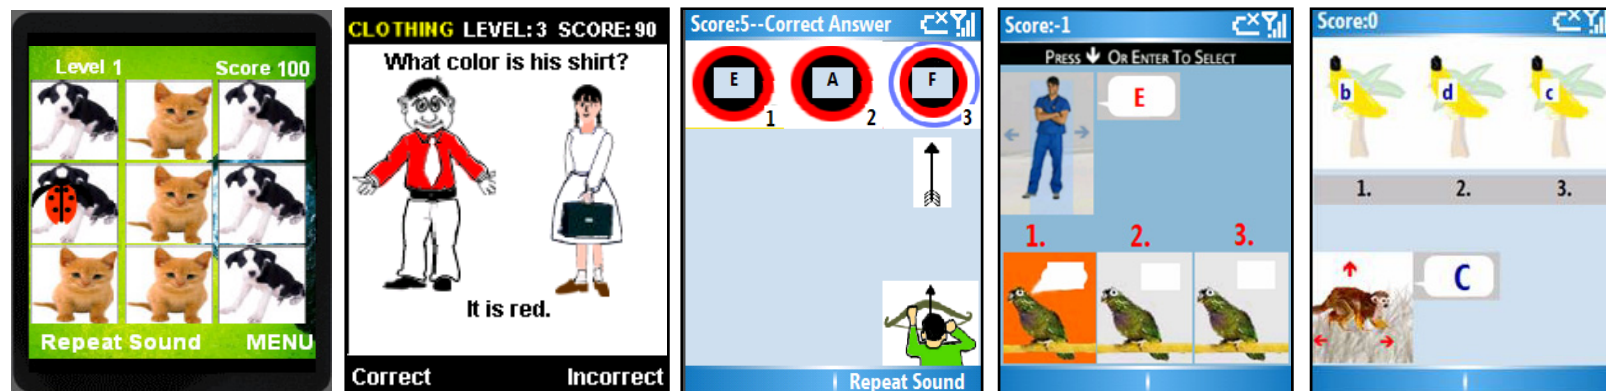 Level 1 Score 100
Repeat Sound MENU
CLOTHING LEVEL: 3 SCORE: 90
What color is his shirt?
It is red.
Correct Incorrect
Score:5--Correct Answer
E A F
1 2 3
Repeat Sound
Score:-1
PRESS OR ENTER TO SELECT
E
1. 2. 3.
Score:0
b d c
1. 2. 3.
C